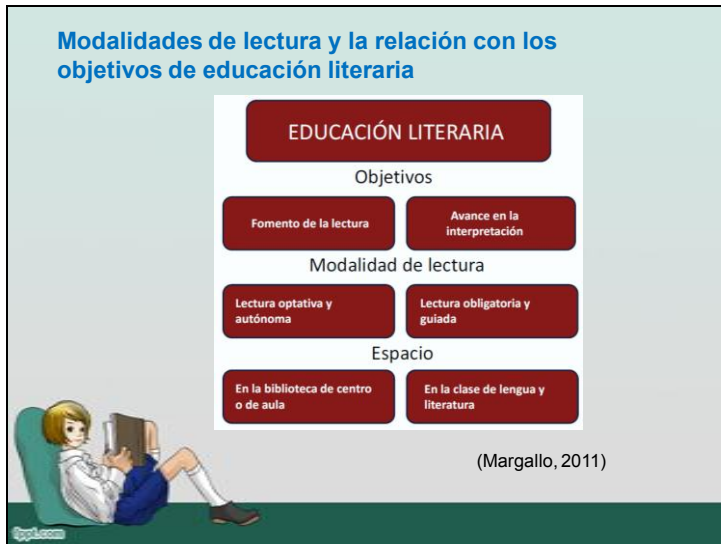 Modalidades de lectura y la relación con los
objetivos de educación literaria
EDUCACIÓN LITERARIA
Objetivos
Fomento de la lectura
Avance en la
interpretación
Modalidad de lectura
Lectura optativa y
autónoma
Lectura obligatoria y
guiada
Espacio
En la biblioteca de centro
o de aula
En la clase de lengua y
literatura
(Margallo, 2011)
fppt.com